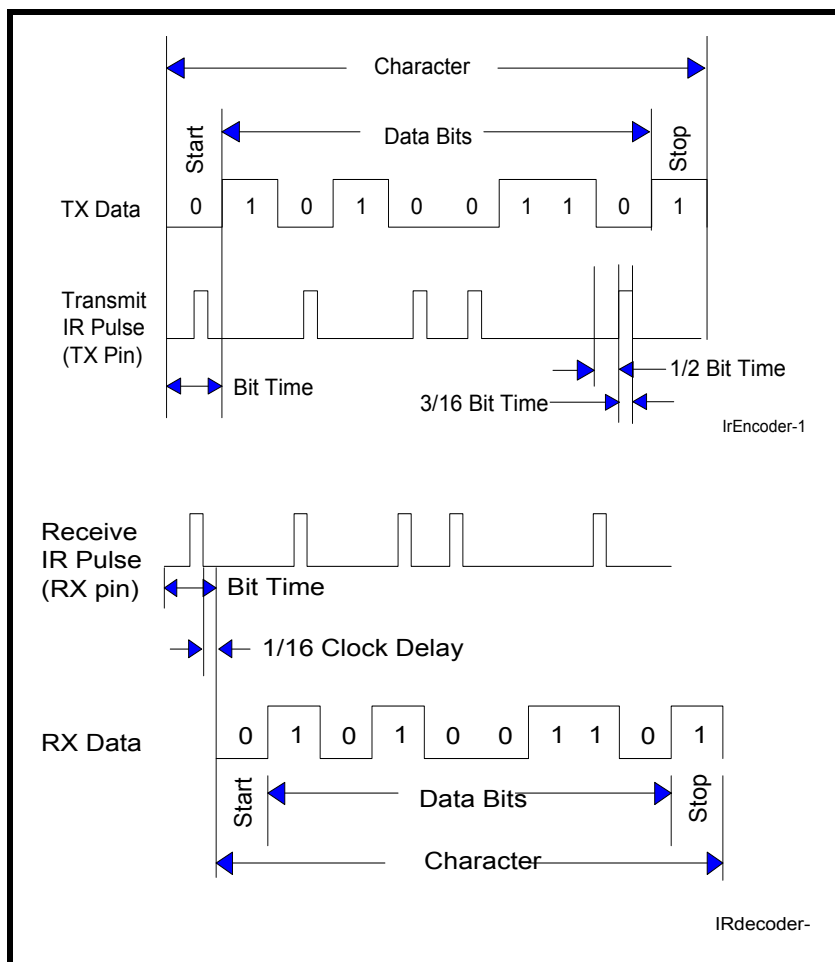 Character
Start
Data Bits
Stop
TX Data
0 1 0 1 0 0 1 1 0 1
Transmit
IR Pulse
(TX Pin)
Bit Time
1/2 Bit Time
3/16 Bit Time
IrEncoder-1
Receive
IR Pulse
(RX pin)
Bit Time
1/16 Clock Delay
RX Data
0 1 0 1 0 0 1 1 0 1
Start
Data Bits
Stop
Character
IRdecoder-